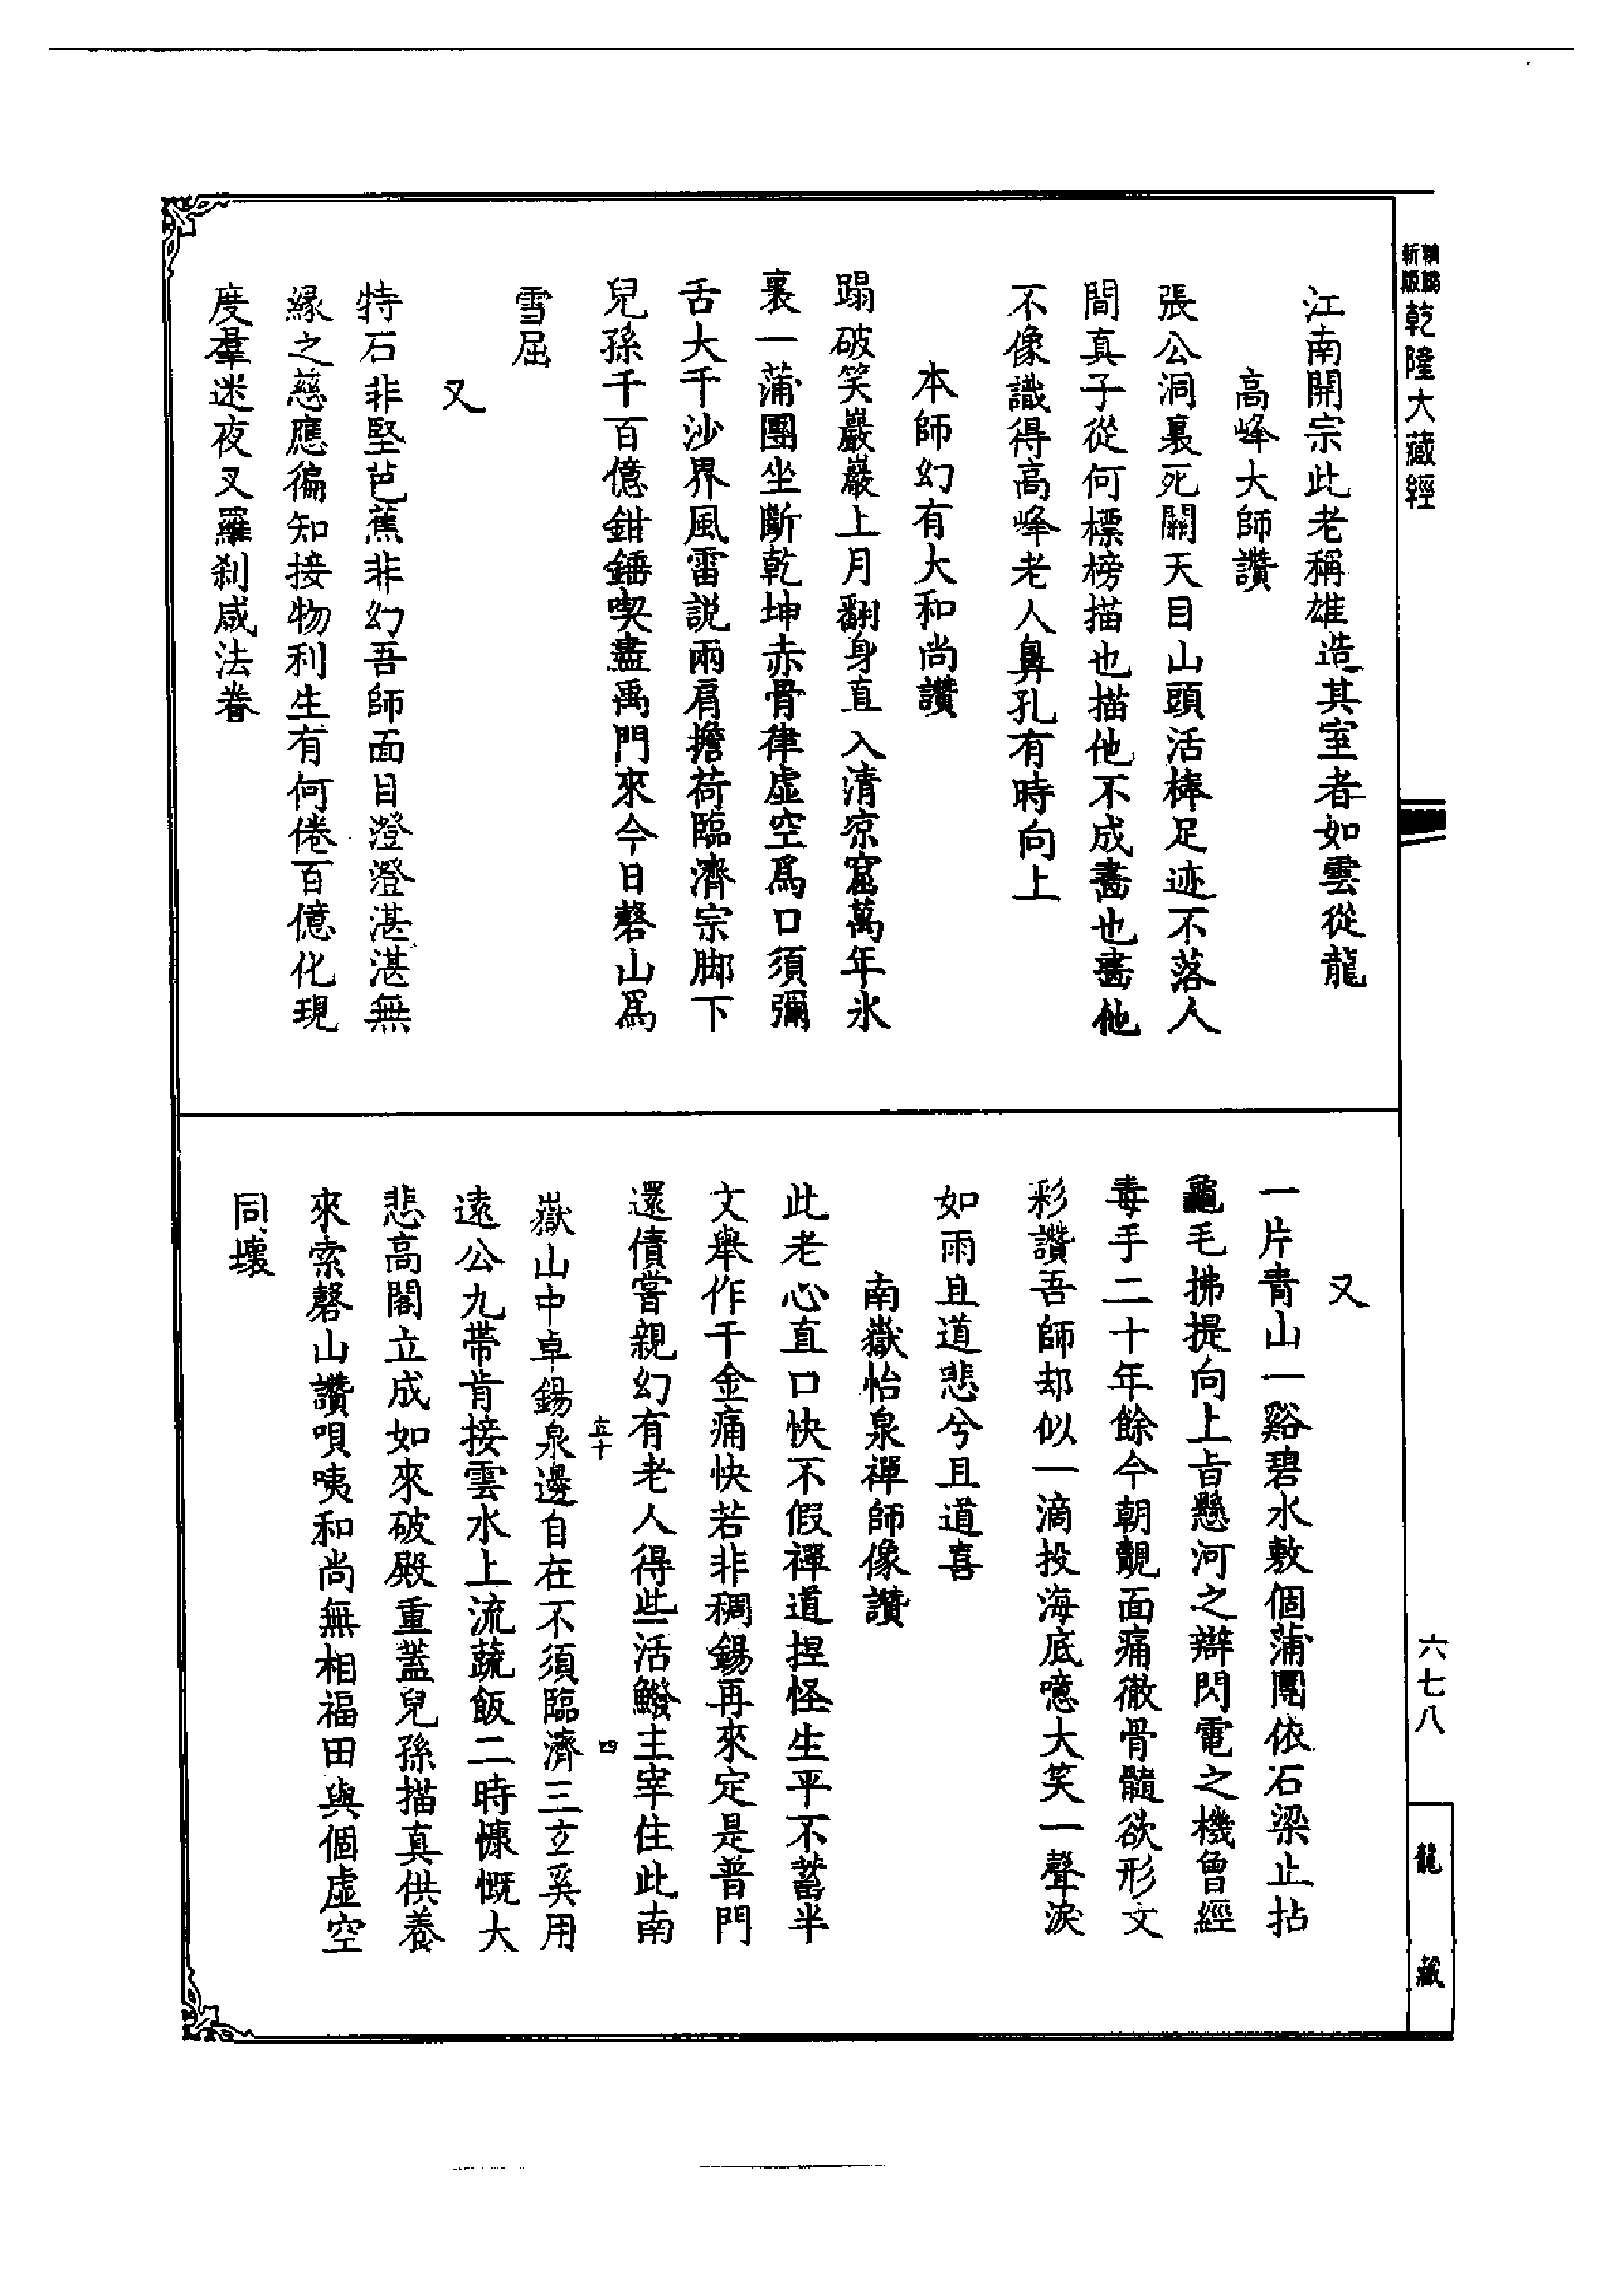 新版精縮乾隆大藏經
江南開宗此老稱雄造其室者如雲從龍
高峰大師讚
張公洞裏死關天目山頭活棒足迹不落人
間真子從何標榜描也描他不成畫也畫他
不像識得高峰老人鼻孔有時向上
本師幻有大和尚讚
蹋破笑巖巖上月翻身直入清凉窟萬年氷
裏一蒲團坐斷乾坤赤骨律虛空爲口須彌
舌大千沙界風雷説兩肩擔荷臨濟宗脚下
兒孫千百億鉗錘喫盡禹門來今日磬山爲
雪屈
又
特石非堅芭蕉非幻吾師面目澄澄湛湛無
緣之慈應徧知接物利生有何倦百億化現
度羣迷夜叉羅刹咸法眷
又
一片青山一谿碧水敷個蒲團依石梁止拈
龜毛拂提向上旨懸河之辯閃電之機曾經
毒手二十年餘今朝覿面痛徹骨髓欲形文
彩讚吾師却似一滴投海底噫大笑一聲淚
如雨且道悲兮且道喜
南嶽怡泉禪師像讚
此老心直口快不假禪道捏怪生平不蓄半
文舉作千金痛快若非稠錫再來定是普門
還債嘗親幻有老人得些活鱍主宰住此南
四
嶽山中卓錫泉邊自在不須臨濟三玄奚用
遠公九帶肯接雲水上流蔬飯二時慷慨大
悲高閣立成如來破殿重蓋兒孫描真供養
來索磬山讚唄咦和尚無相福田與個虛空
同壞
六七八
龍藏